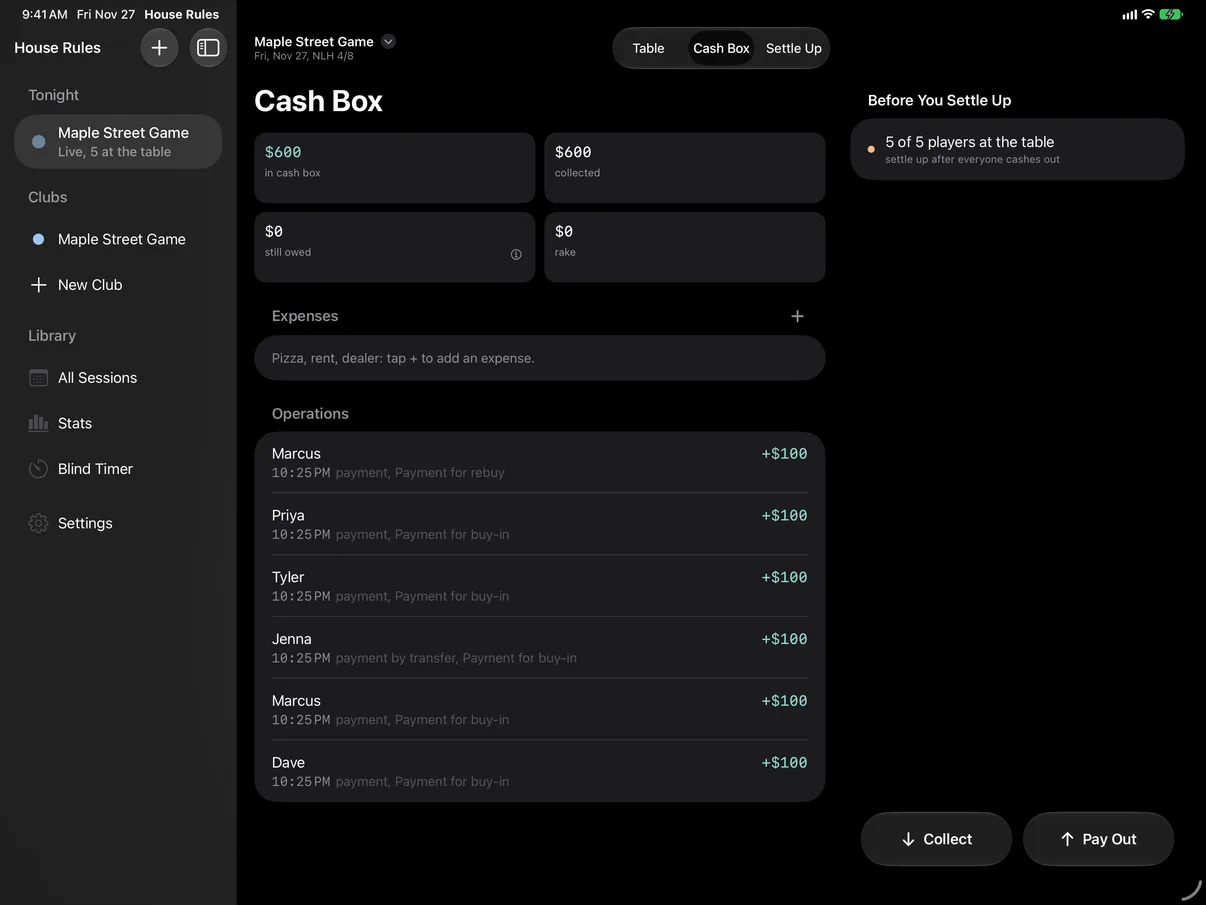 9:41 AM Fri Nov 27 House Rules
House Rules
Tonight
Maple Street Game
Live, 5 at the table
Clubs
Maple Street Game
New Club
Library
All Sessions
Stats
Blind Timer
Settings
Maple Street Game
Fri, Nov 27, NLH 4/8
Table Cash Box Settle Up
Cash Box
$600
in cash box
$600
collected
$0
still owed
$0
rake
Expenses
Pizza, rent, dealer: tap + to add an expense.
Operations
Marcus +$100
10:25 PM payment, Payment for rebuy
Priya +$100
10:25 PM payment, Payment for buy-in
Tyler +$100
10:25 PM payment, Payment for buy-in
Jenna +$100
10:25 PM payment by transfer, Payment for buy-in
Marcus +$100
10:25 PM payment, Payment for buy-in
Dave +$100
10:25 PM payment, Payment for buy-in
Before You Settle Up
5 of 5 players at the table
settle up after everyone cashes out
Collect
Pay Out